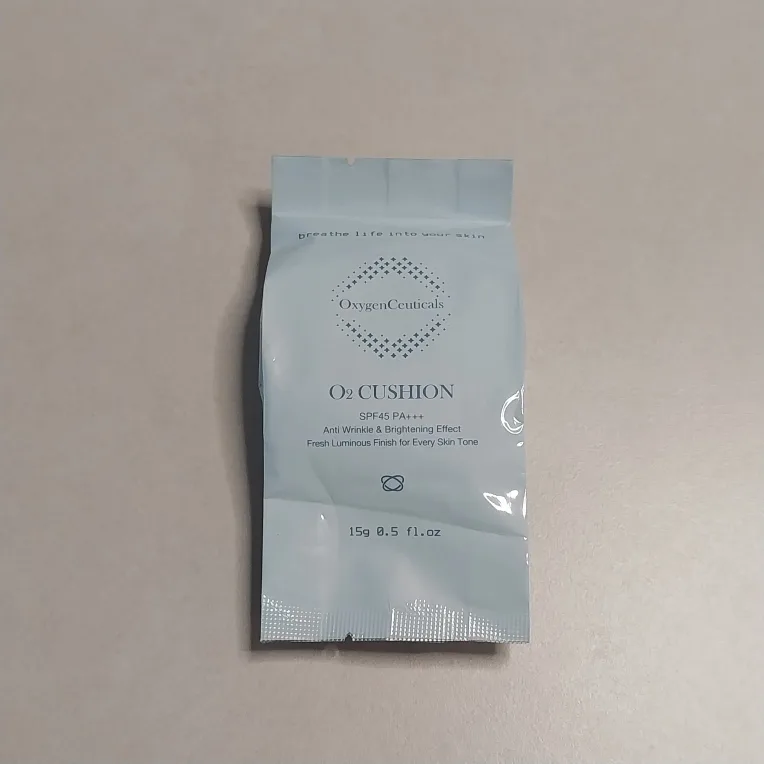 breathe life into your skin
OxygenCeuticals
O2 CUSHION
SPF45 PA+++
Anti Wrinkle & Brightening Effect
Fresh Luminous Finish for Every Skin Tone
15g 0.5 fl.oz